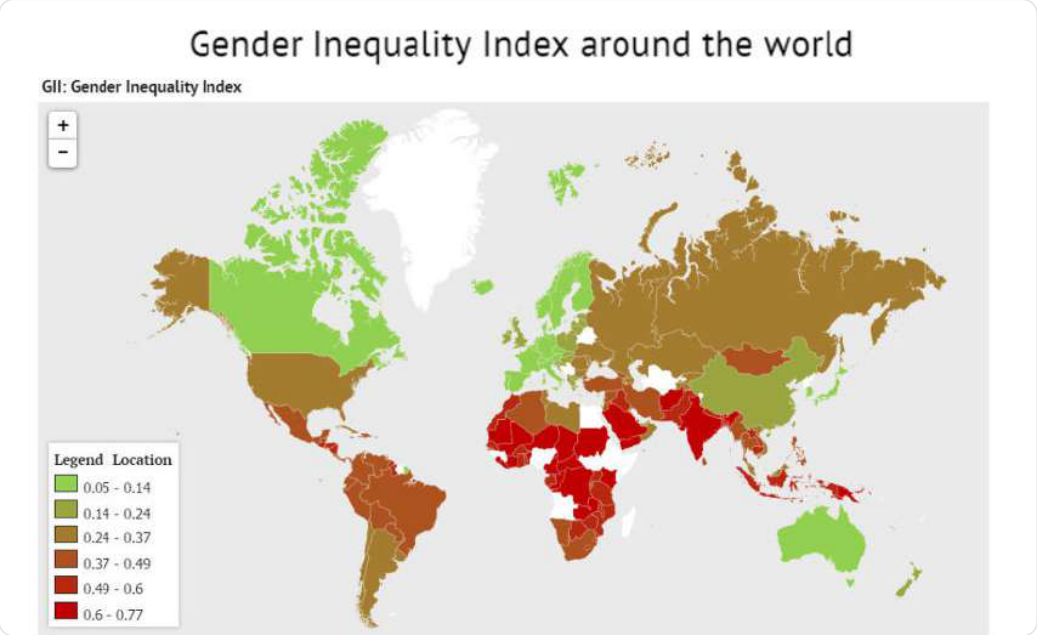 Gender Inequality Index around the world
GII: Gender Inequality Index
+
−
Legend Location
0.05 - 0.14
0.14 - 0.24
0.24 - 0.37
0.37 - 0.49
0.49 - 0.6
0.6 - 0.77